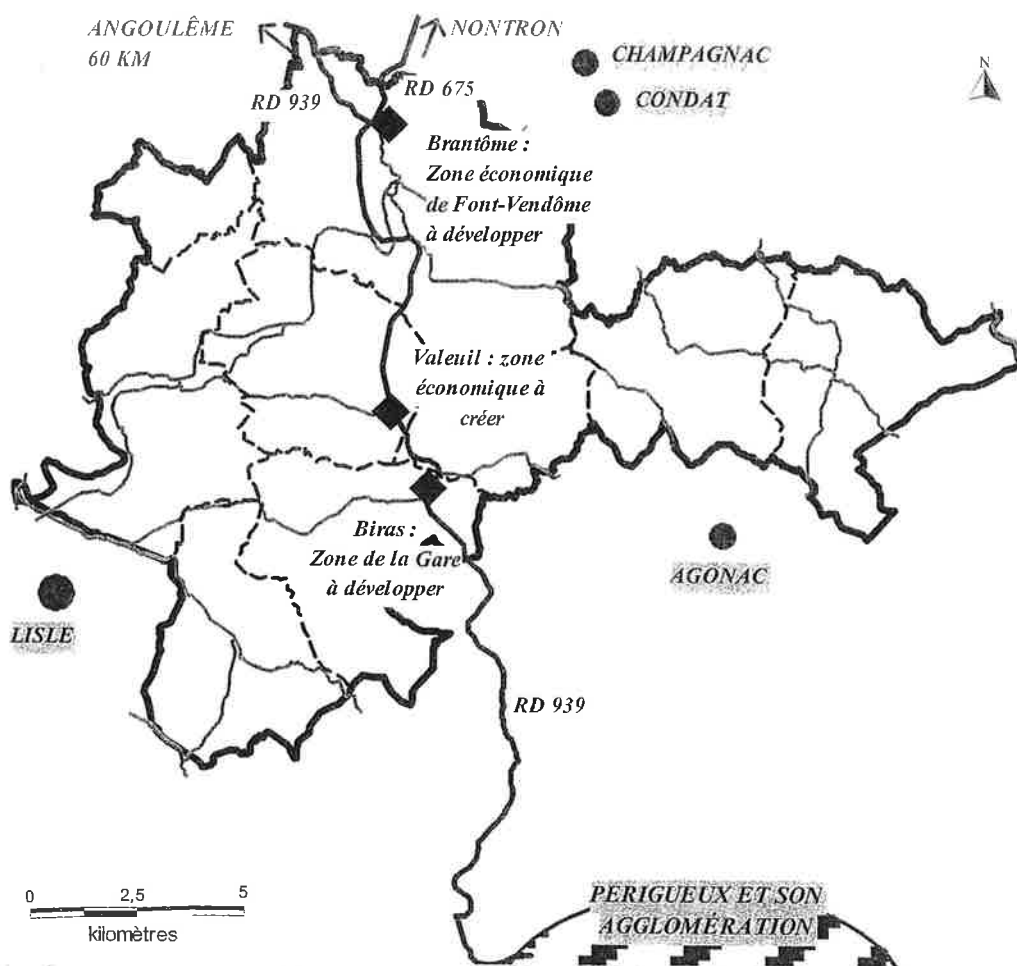 ANGOULÊME
60 KM
NONTRON
CHAMPAGNAC
CONDAT
N
RD 939
RD 675
Brantôme :
Zone économique
de Font-Vendôme
à développer
Valeuil : zone
économique à
créer
Biras :
Zone de la Gare
à développer
AGONAC
LISLE
RD 939
0 2,5 5
kilomètres
PERIGUEUX ET SON
AGGLOMÉRATION